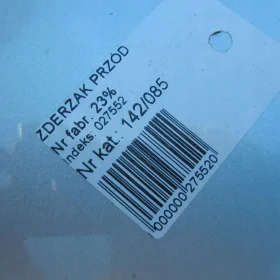 ZDERZAK PRZÓD
Nr fabr. 23%
Indeks. 027552
Nr kat. 142/085
000000275520